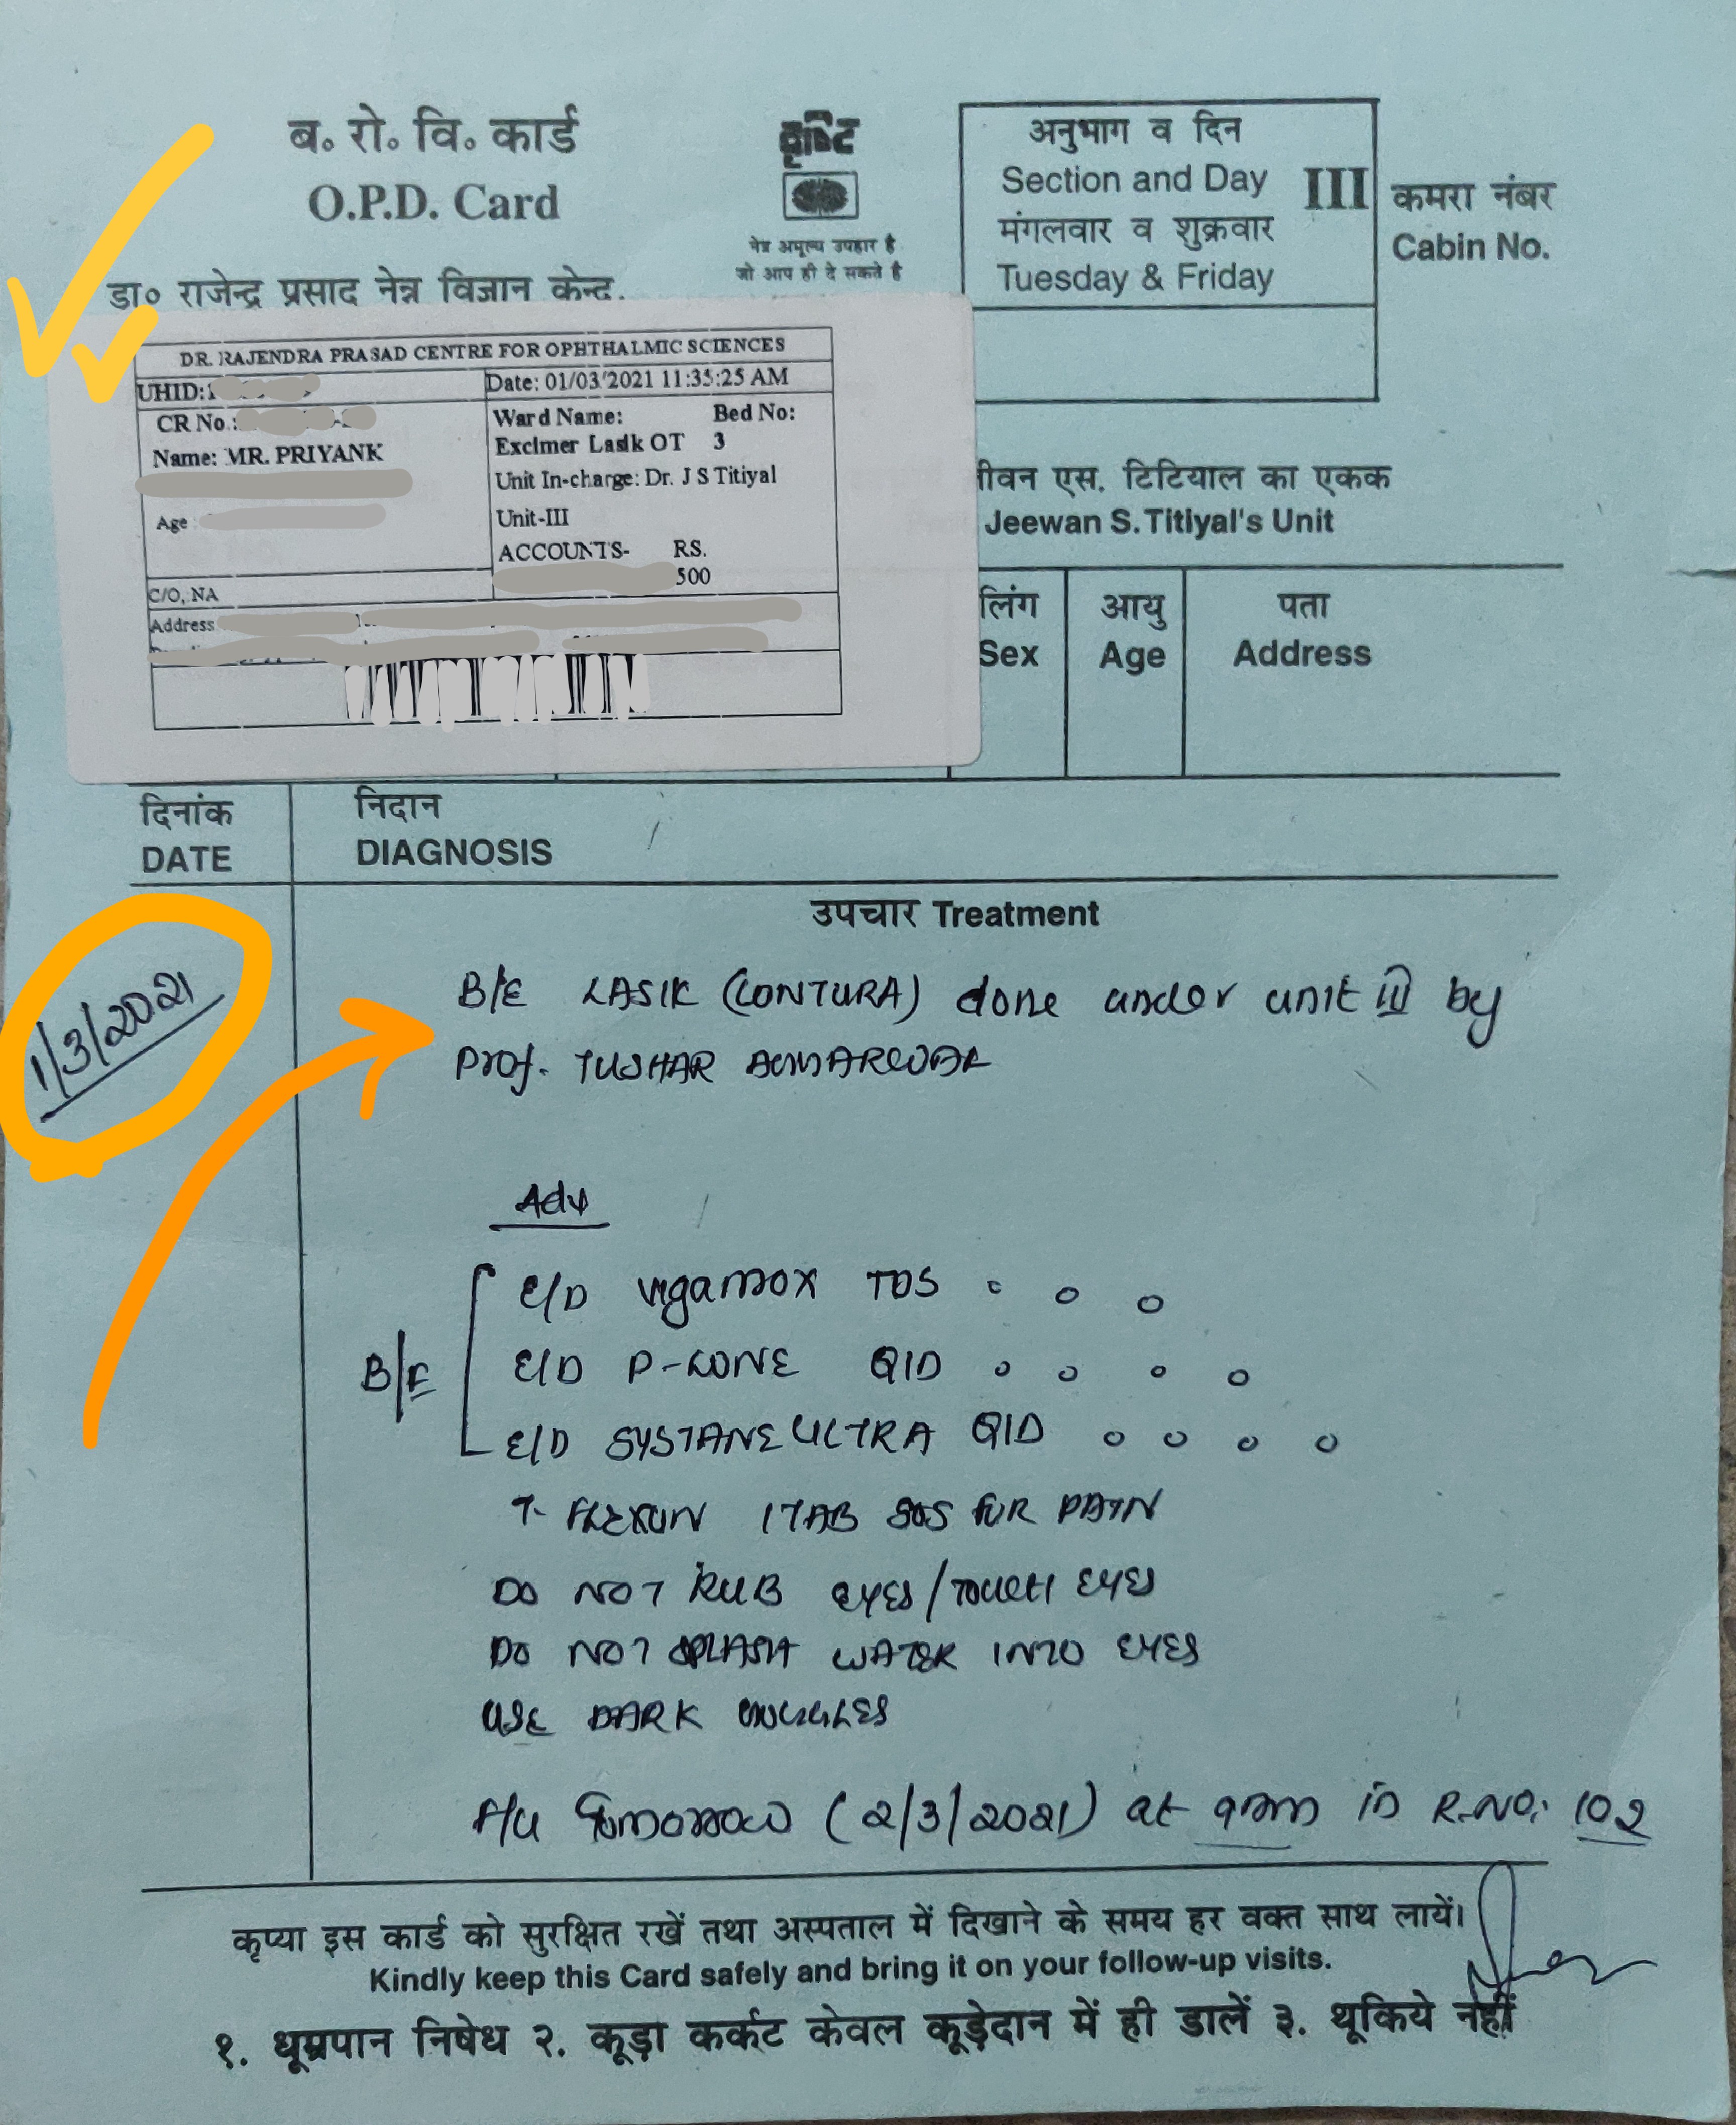 ब. रो. वि. कार्ड
O.P.D. Card
दृष्टि
नेत्र अमूल्य उपहार है
जो आप ही दे सकते है
अनुभाग व दिन
Section and Day III
मंगलवार व शुक्रवार
Tuesday & Friday
कमरा नंबर
Cabin No.
डा० राजेन्द्र प्रसाद नेत्र विज्ञान केन्द्र,
DR. RAJENDRA PRASAD CENTRE FOR OPHTHALMIC SCIENCES
UHID:
Date: 01/03/2021 11:35:25 AM
CR No.:
Name: MR. PRIYANK
Age
C/O, NA
Ward Name: Bed No:
Excimer Lasik OT 3
Unit In-charge: Dr. J S Titiyal
Unit-III
ACCOUNTS- RS.
500
Address
एस. टिटियाल का एकक
Jeewan S. Titiyal's Unit
लिंग
Sex
आयु
Age
पता
Address
दिनांक
DATE
निदान
DIAGNOSIS
उपचार Treatment
1/3/2021
B/E LASIK (CONTURA) done under unit III by
Prof. TUSHAR AGGARWAL
Adv
B/E
E/D vigamox TDS o o o
E/D P-LONE QID o o o o
E/D SYSTANE ULTRA QID o o o o
T- FLEXON 1 TAB SOS FOR PAIN
DO NOT RUB EYES/TOUCH EYES
DO NOT SPLASH WATER INTO EYES
USE DARK GOGGLES
F/U Tomorrow (2/3/2021) at 9am in R.NO: 102
कृप्या इस कार्ड को सुरक्षित रखें तथा अस्पताल में दिखाने के समय हर वक्त साथ लायें।
Kindly keep this Card safely and bring it on your follow-up visits.
१. धूम्रपान निषेध २. कूड़ा कर्कट केवल कूड़ेदान में ही डालें ३. थूकिये नहीं